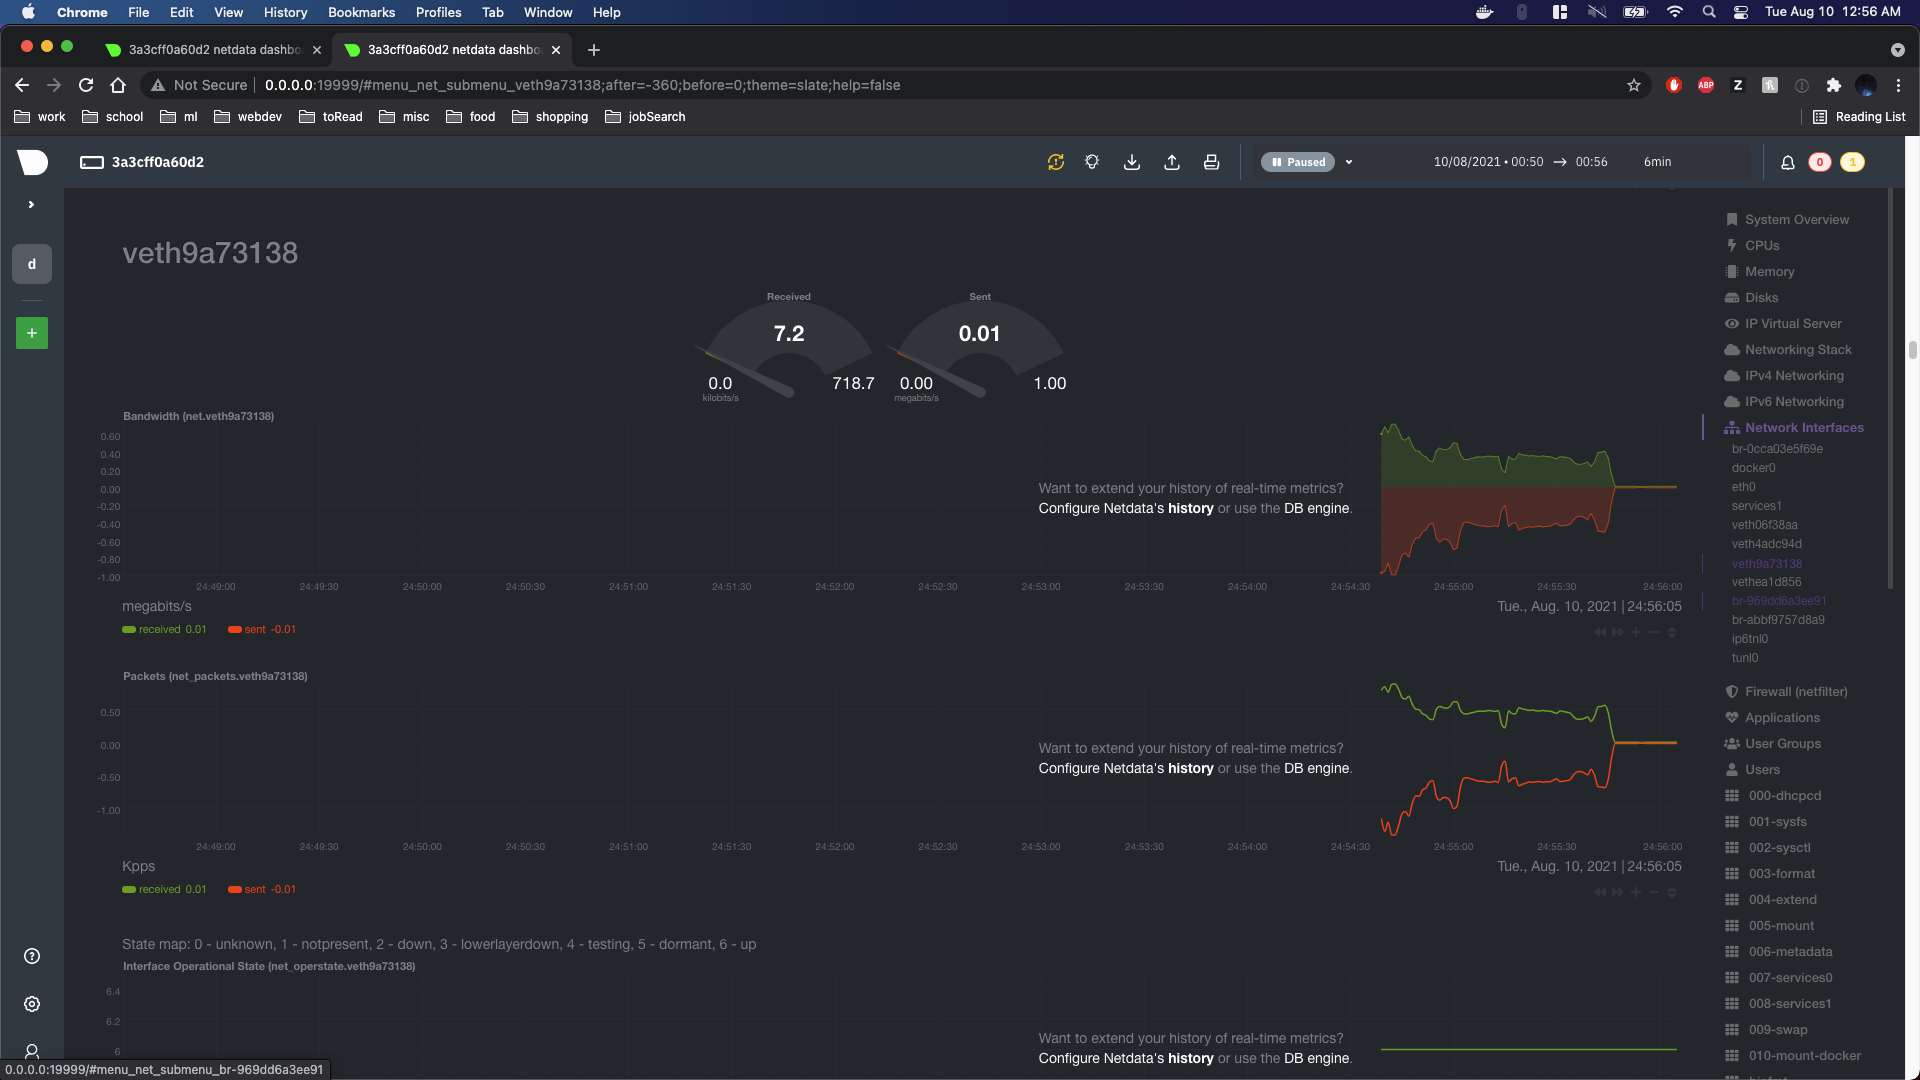 Chrome File Edit View History Bookmarks Profiles Tab Window Help Tue Aug 10 12:56 AM
3a3cff0a60d2 netdata dashbo 3a3cff0a60d2 netdata dashbo
Not Secure 0.0.0.0:19999/#menu_net_submenu_veth9a73138;after=-360;before=0;theme=slate;help=false ABP Z
work school ml webdev toRead misc food shopping jobSearch Reading List
3a3cff0a60d2 Paused 10/08/2021 • 00:50 → 00:56 6min 0 1
d
+
veth9a73138
Received Sent
7.2 0.01
0.0 718.7 0.00 1.00
kilobits/s megabits/s
Bandwidth (net.veth9a73138)
0.60
0.40
0.20
0.00
-0.20
-0.40
-0.60
-0.80
-1.00
Want to extend your history of real-time metrics?
Configure Netdata's history or use the DB engine.
24:49:00 24:49:30 24:50:00 24:50:30 24:51:00 24:51:30 24:52:00 24:52:30 24:53:00 24:53:30 24:54:00 24:54:30 24:55:00 24:55:30 24:56:00
megabits/s Tue., Aug. 10, 2021 | 24:56:05
received 0.01 sent -0.01
Packets (net_packets.veth9a73138)
0.50
0.00
-0.50
-1.00
Want to extend your history of real-time metrics?
Configure Netdata's history or use the DB engine.
24:49:00 24:49:30 24:50:00 24:50:30 24:51:00 24:51:30 24:52:00 24:52:30 24:53:00 24:53:30 24:54:00 24:54:30 24:55:00 24:55:30 24:56:00
Kpps Tue., Aug. 10, 2021 | 24:56:05
received 0.01 sent -0.01
State map: 0 - unknown, 1 - notpresent, 2 - down, 3 - lowerlayerdown, 4 - testing, 5 - dormant, 6 - up
Interface Operational State (net_operstate.veth9a73138)
6.4
6.2
6
Want to extend your history of real-time metrics?
Configure Netdata's history or use the DB engine.
System Overview
CPUs
Memory
Disks
IP Virtual Server
Networking Stack
IPv4 Networking
IPv6 Networking
Network Interfaces
br-0cca03e5f69e
docker0
eth0
services1
veth06f38aa
veth4adc94d
veth9a73138
vethea1d856
br-969dd6a3ee91
br-abbf9757d8a9
ip6tnl0
tunl0
Firewall (netfilter)
Applications
User Groups
Users
000-dhcpcd
001-sysfs
002-sysctl
003-format
004-extend
005-mount
006-metadata
007-services0
008-services1
009-swap
010-mount-docker
0.0.0.0:19999/#menu_net_submenu_br-969dd6a3ee91